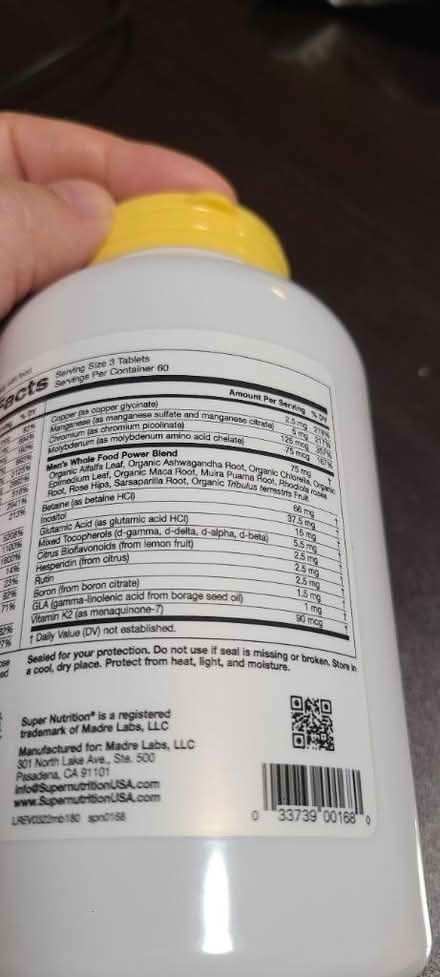 Facts
Serving Size 3 Tablets
Servings Per Container 60
% DV
Amount Per Serving % DV
Copper (as copper glycinate) 2.5 mg
Manganese (as manganese sulfate and manganese citrate) 5 mg
Chromium (as chromium picolinate) 125 mcg
Molybdenum (as molybdenum amino acid chelate) 75 mcg
Men's Whole Food Power Blend 75 mg †
Organic Alfalfa Leaf, Organic Ashwagandha Root, Organic Chlorella, Organic
Epimedium Leaf, Organic Maca Root, Muira Puama Root, Rhodiola rosea
Root, Rose Hips, Sarsaparilla Root, Organic Tribulus terrestris Fruit
Betaine (as betaine HCl) 66 mg †
Inositol 37.5 mg †
Glutamic Acid (as glutamic acid HCl) 15 mg †
Mixed Tocopherols (d-gamma, d-delta, d-alpha, d-beta) 5.5 mg †
Citrus Bioflavonoids (from lemon fruit) 2.5 mg †
Hesperidin (from citrus) 2.5 mg †
Rutin 2.5 mg †
Boron (from boron citrate) 1.5 mg †
GLA (gamma-linolenic acid from borage seed oil) 1 mg †
Vitamin K2 (as menaquinone-7) 90 mcg †
† Daily Value (DV) not established.
Sealed for your protection. Do not use if seal is missing or broken. Store in
a cool, dry place. Protect from heat, light, and moisture.
Super Nutrition® is a registered
trademark of Madre Labs, LLC
Manufactured for: Madre Labs, LLC
301 North Lake Ave., Ste. 500
Pasadena, CA 91101
info@SupernutritionUSA.com
www.SupernutritionUSA.com
LREV0322mb180 spn0168
0 33739 00168 0